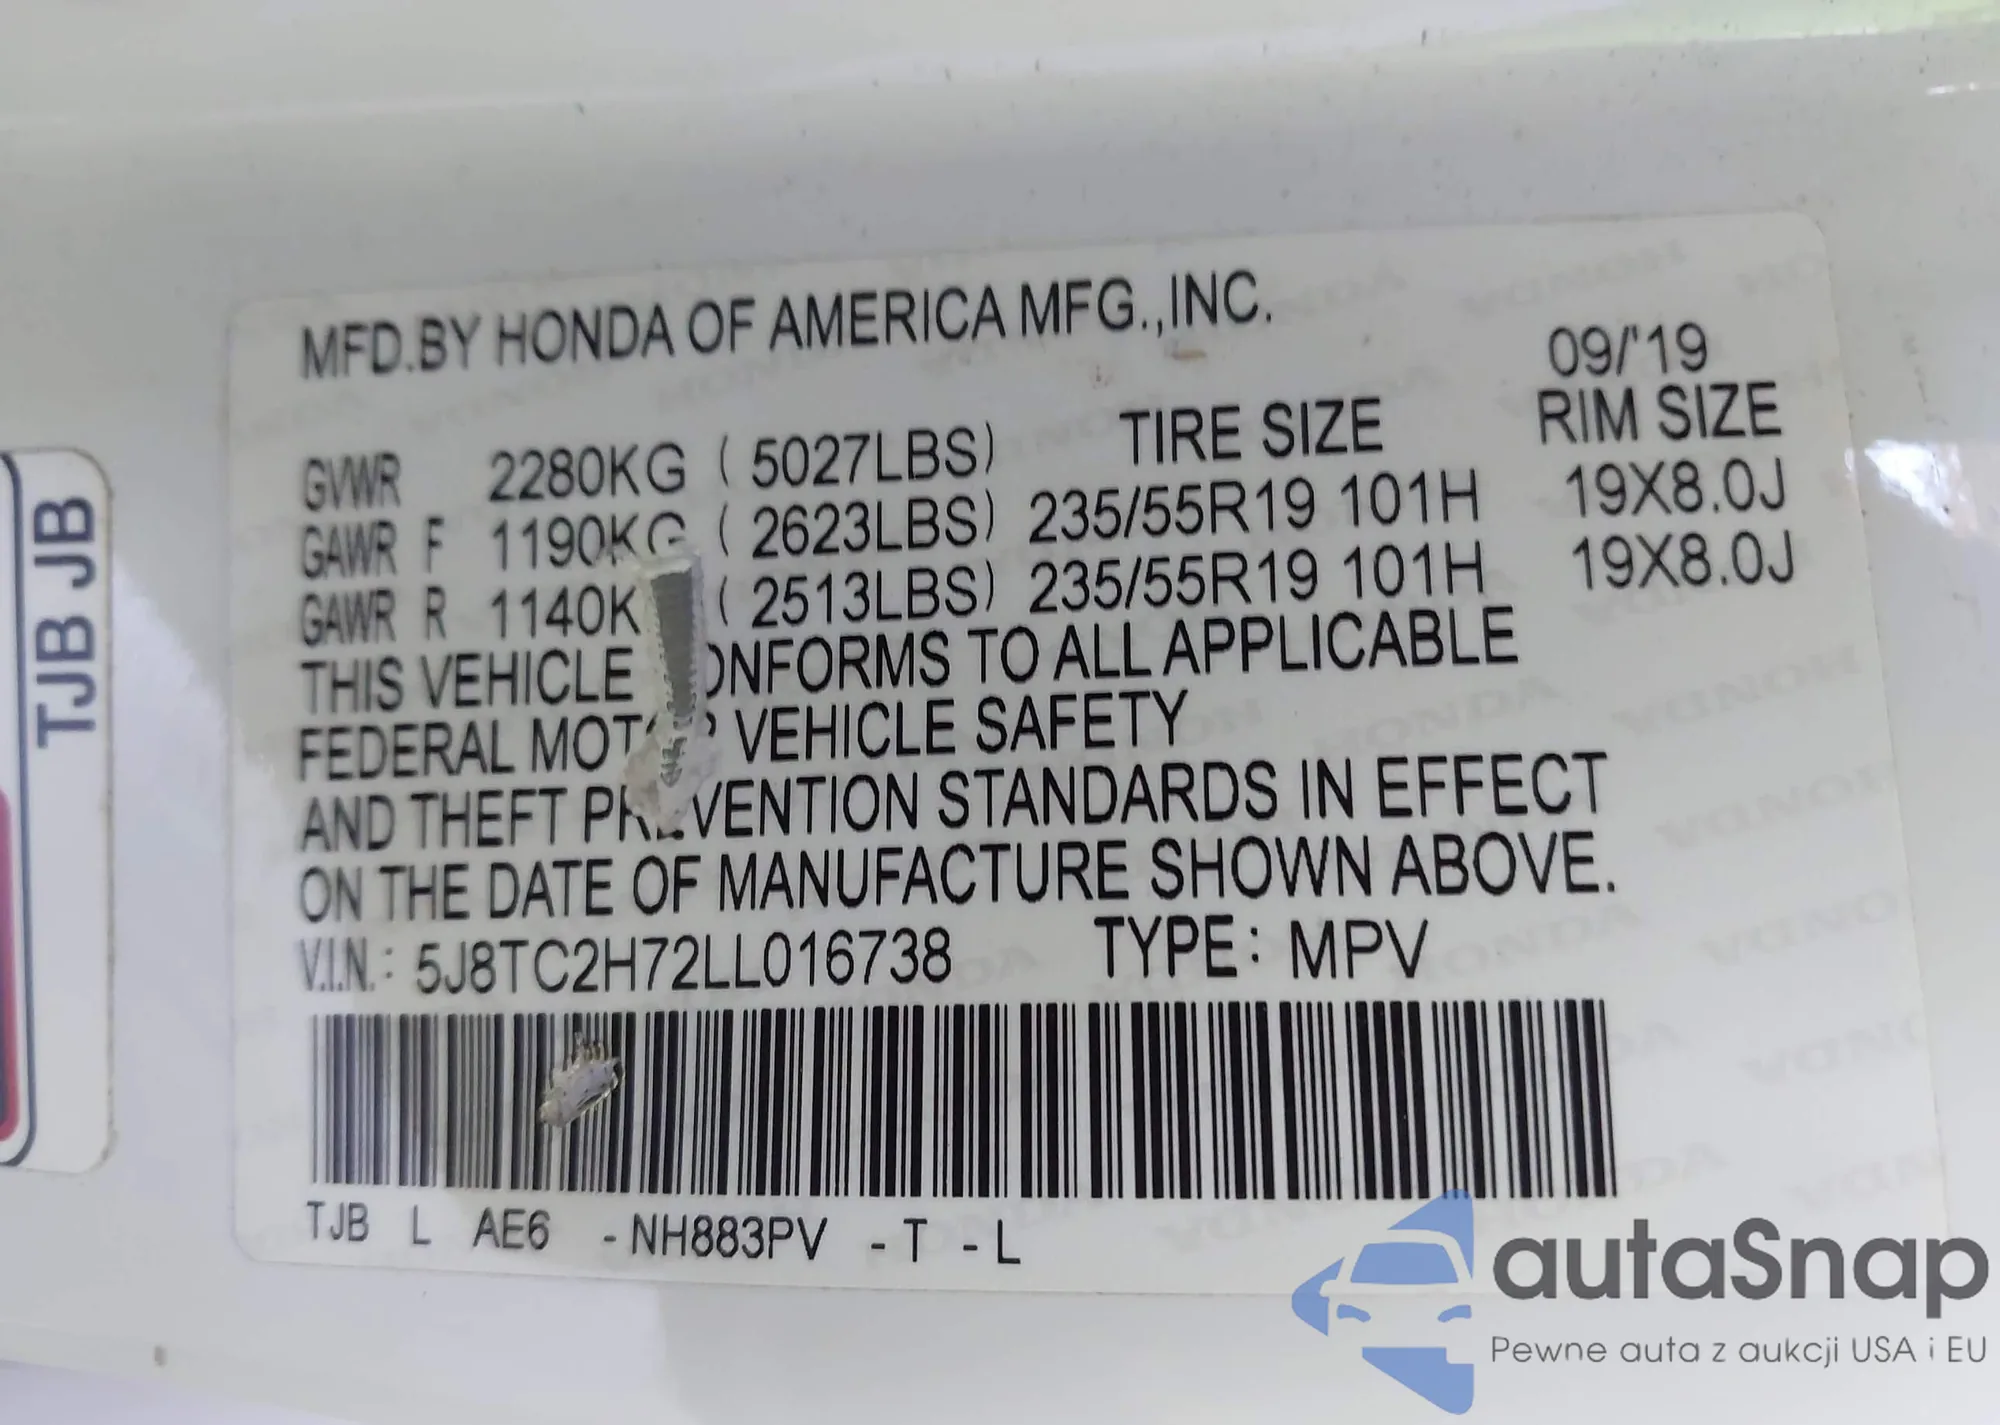 MFD.BY HONDA OF AMERICA MFG.,INC.
09/'19
TIRE SIZE RIM SIZE
GVWR 2280KG ( 5027LBS)
GAWR F 1190KG ( 2623LBS) 235/55R19 101H 19X8.0J
GAWR R 1140K ( 2513LBS) 235/55R19 101H 19X8.0J
THIS VEHICLE ONFORMS TO ALL APPLICABLE
FEDERAL MOT VEHICLE SAFETY
AND THEFT PREVENTION STANDARDS IN EFFECT
ON THE DATE OF MANUFACTURE SHOWN ABOVE.
V.I.N.: 5J8TC2H72LL016738 TYPE: MPV
TJB L AE6 - NH883PV - T - L
TJB JB
autaSnap
Pewne auta z aukcji USA i EU